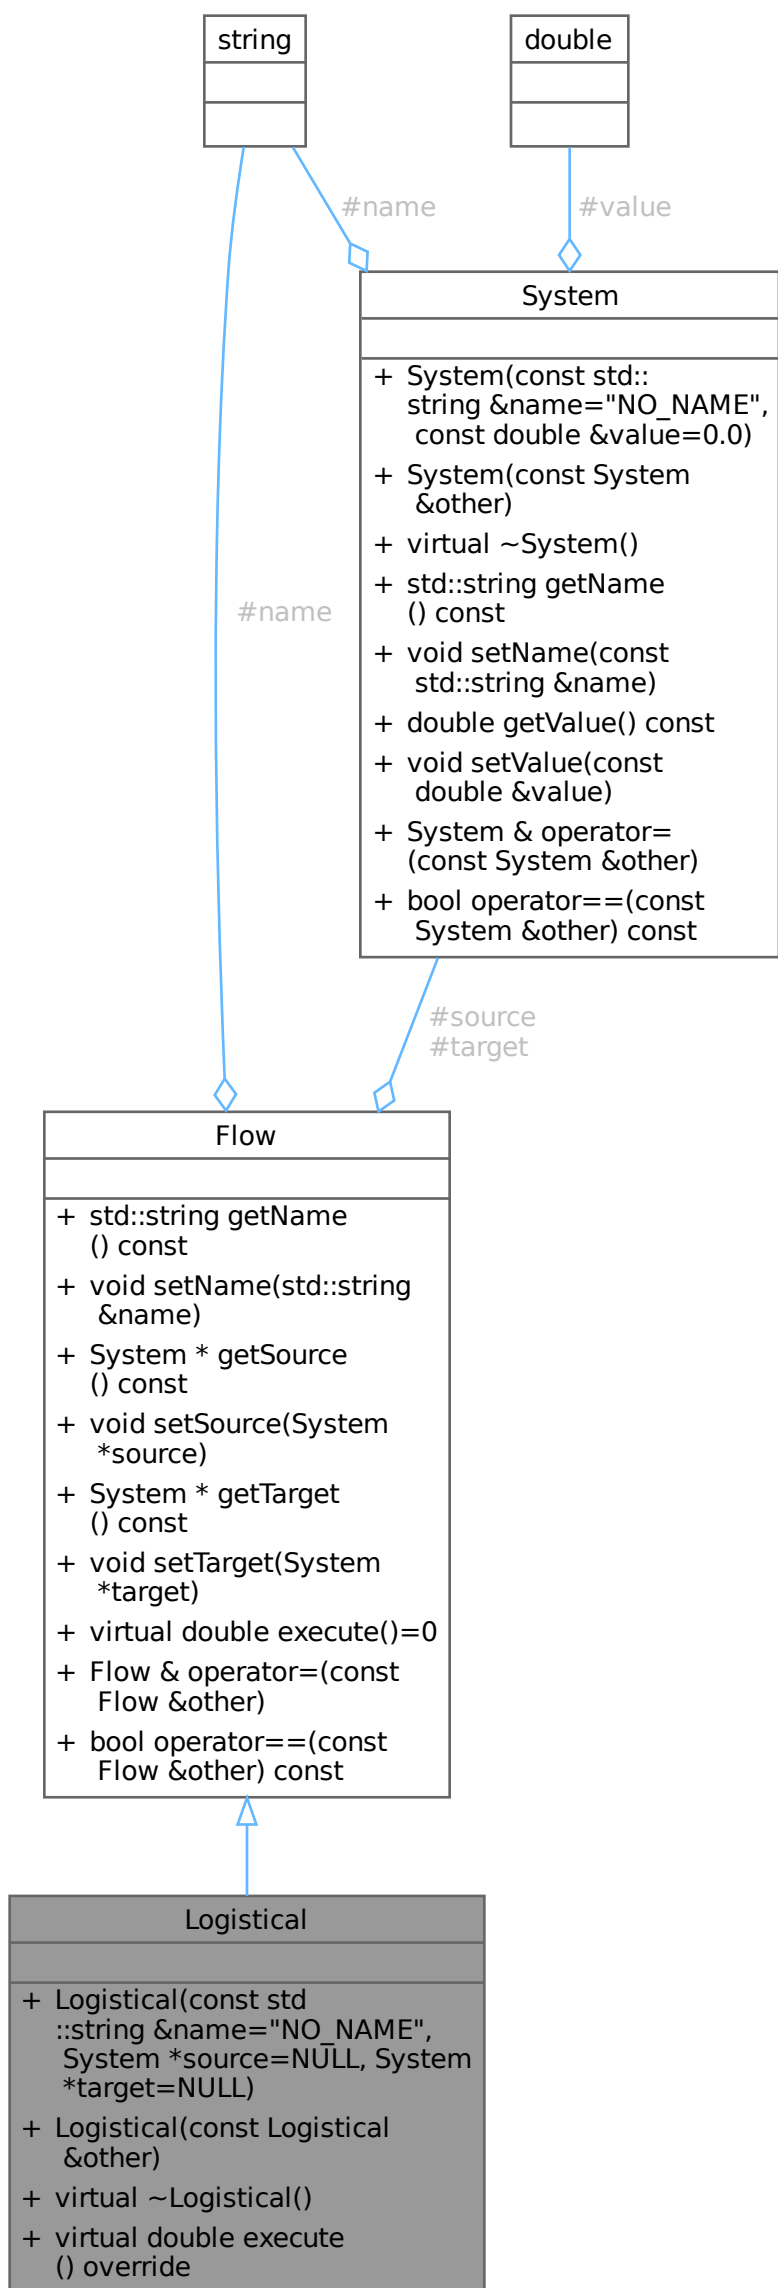 string
double
#name
#value
System
+ System(const std::
string &name="NO_NAME",
const double &value=0.0)
+ System(const System
&other)
+ virtual ~System()
+ std::string getName
() const
+ void setName(const
std::string &name)
+ double getValue() const
+ void setValue(const
double &value)
+ System & operator=
(const System &other)
+ bool operator==(const
System &other) const
#name
#source
#target
Flow
+ std::string getName
() const
+ void setName(std::string
&name)
+ System * getSource
() const
+ void setSource(System
*source)
+ System * getTarget
() const
+ void setTarget(System
*target)
+ virtual double execute()=0
+ Flow & operator=(const
Flow &other)
+ bool operator==(const
Flow &other) const
Logistical
+ Logistical(const std
::string &name="NO_NAME",
System *source=NULL, System
*target=NULL)
+ Logistical(const Logistical
&other)
+ virtual ~Logistical()
+ virtual double execute
() override